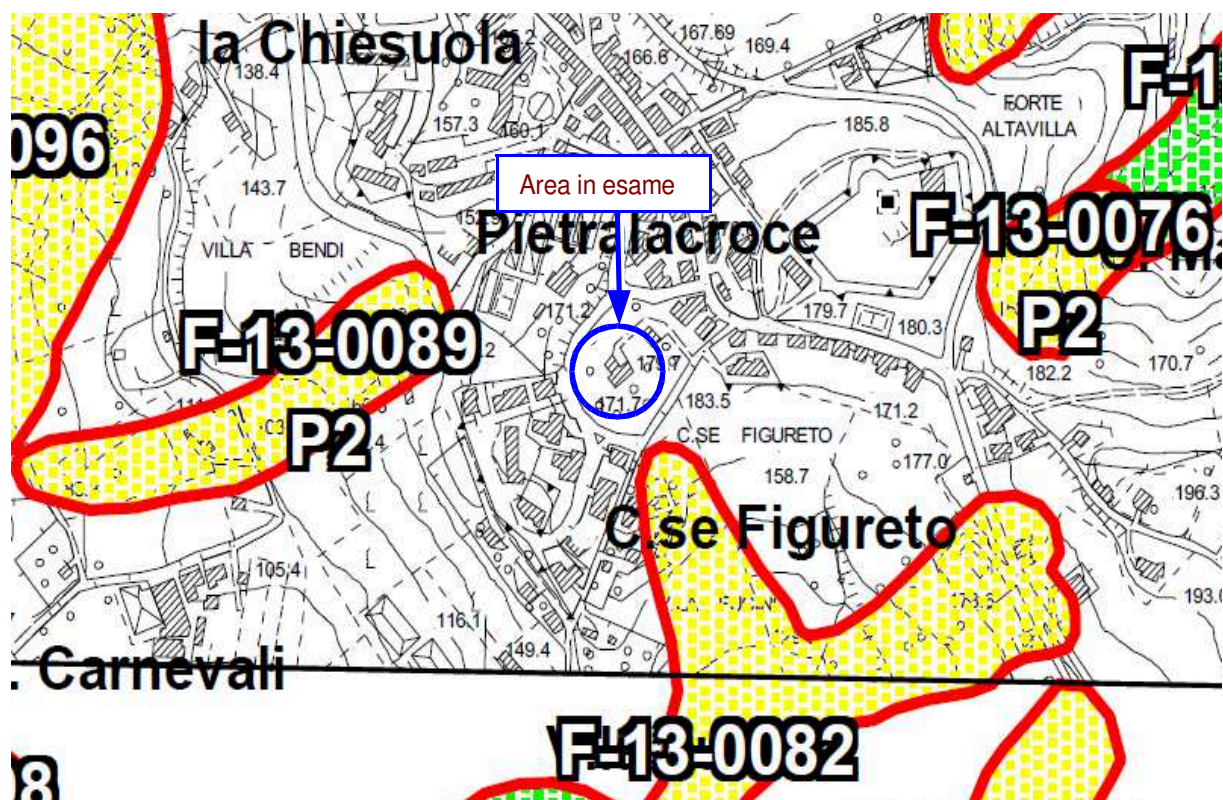 la Chiesuola
167.69
169.4
166.6
138.4
F-1
FORTE
ALTAVILLA
157.3
160.1
185.8
096
Area in esame
143.7
Pietralacroce
F-13-0076
VILLA BENDI
171.2
179.7
180.3
P2
F-13-0089
182.2
170.7
171.7
183.5
171.2
P2
C.SE FIGURETO
177.0
158.7
196.3
C.se Figureto
105.4
193.0
116.1
149.4
. Carnevali
F-13-0082
8